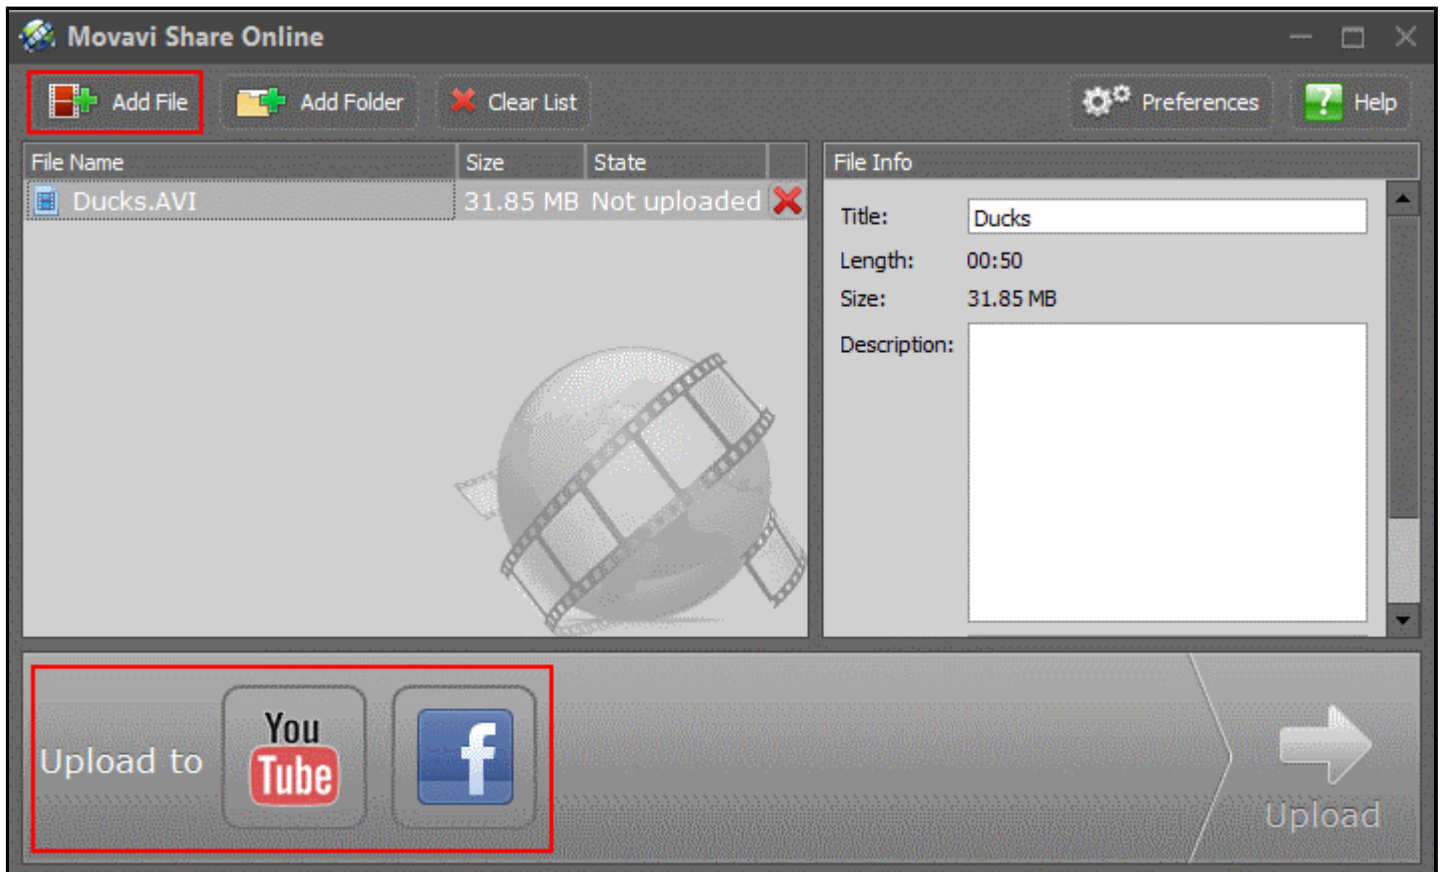 Movavi Share Online
Add File Add Folder Clear List Preferences ? Help
File Name Size State File Info
Ducks.AVI 31.85 MB Not uploaded
Title: Ducks
Length: 00:50
Size: 31.85 MB
Description:
Upload to You Tube f
Upload